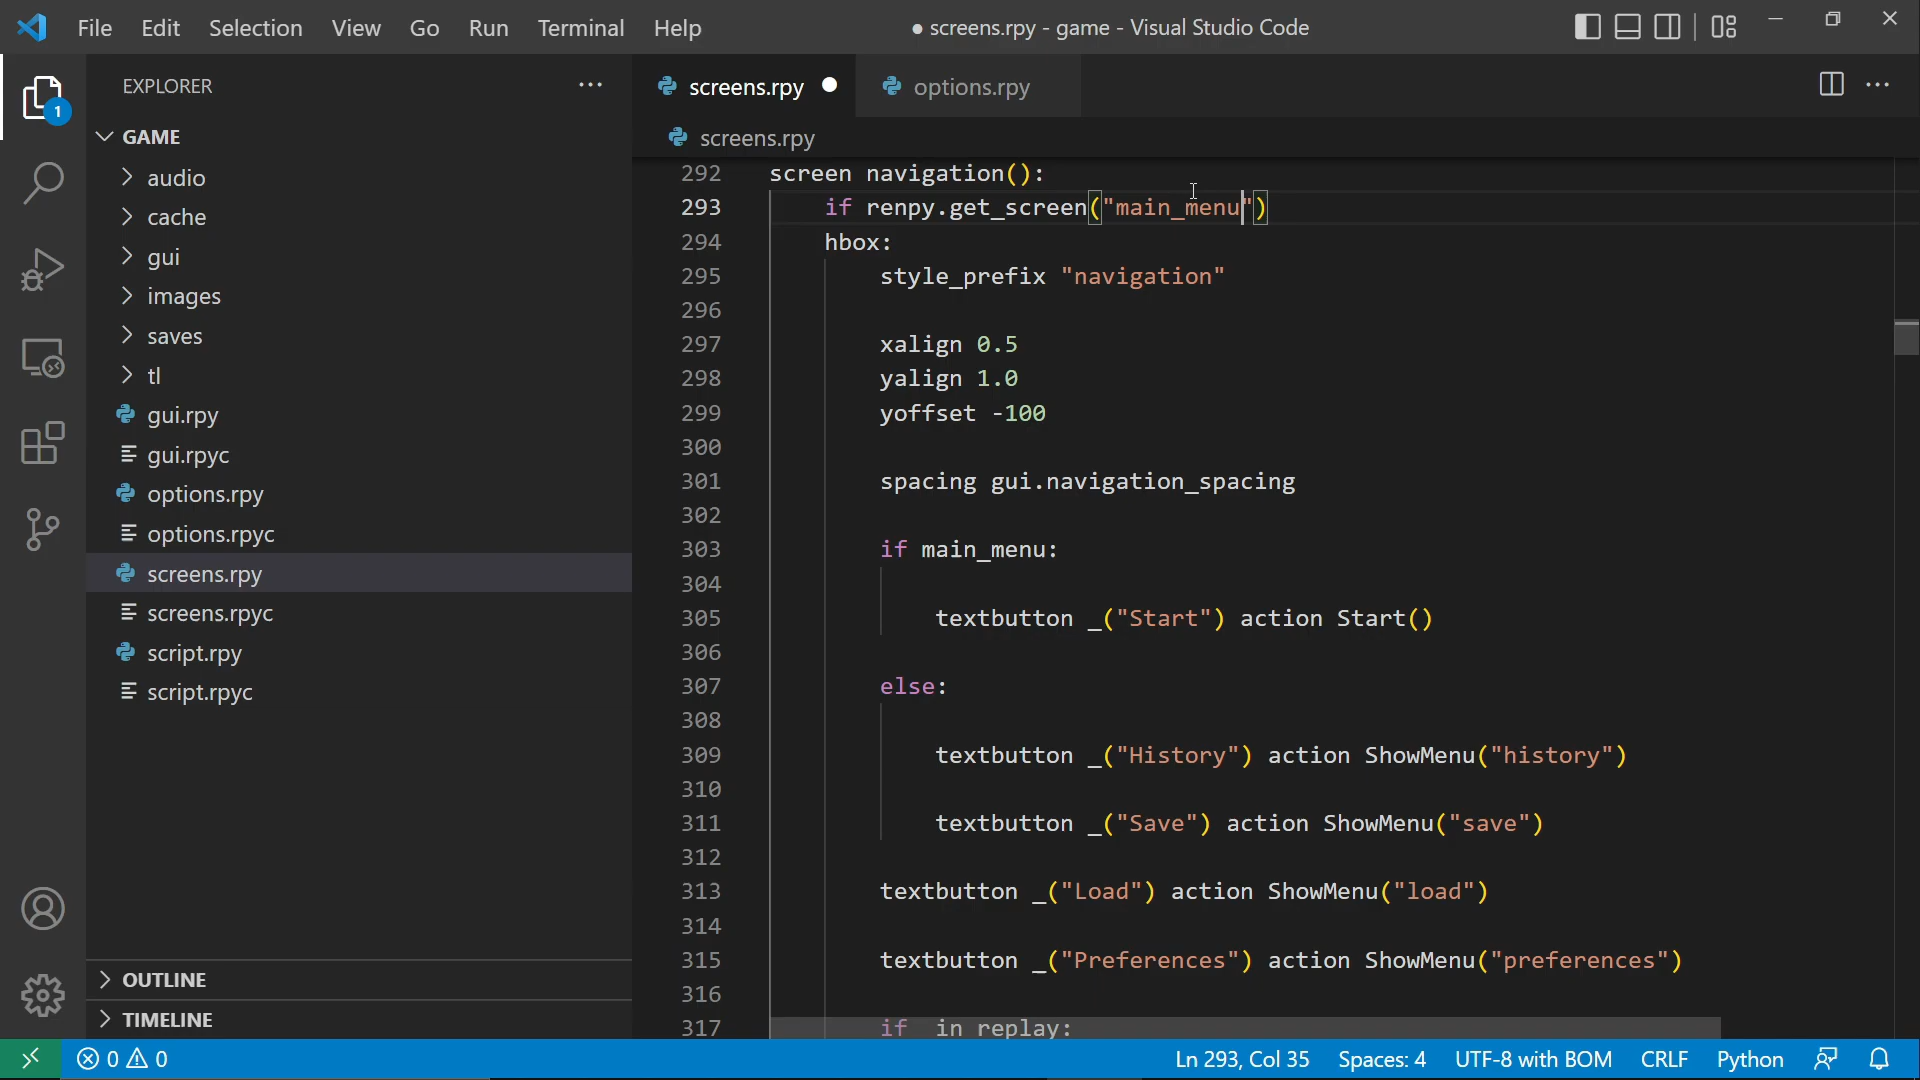 File Edit Selection View Go Run Terminal Help
● screens.rpy - game - Visual Studio Code
EXPLORER
1
GAME
audio
cache
gui
images
saves
tl
gui.rpy
gui.rpyc
options.rpy
options.rpyc
screens.rpy
screens.rpyc
script.rpy
script.rpyc
OUTLINE
TIMELINE
screens.rpy
options.rpy
screens.rpy
292 screen navigation():
293 if renpy.get_screen("main_menu")
294 hbox:
295 style_prefix "navigation"
296
297 xalign 0.5
298 yalign 1.0
299 yoffset -100
300
301 spacing gui.navigation_spacing
302
303 if main_menu:
304
305 textbutton _("Start") action Start()
306
307 else:
308
309 textbutton _("History") action ShowMenu("history")
310
311 textbutton _("Save") action ShowMenu("save")
312
313 textbutton _("Load") action ShowMenu("load")
314
315 textbutton _("Preferences") action ShowMenu("preferences")
316
317 if _in_replay:
0 0
Ln 293, Col 35 Spaces: 4 UTF-8 with BOM CRLF Python